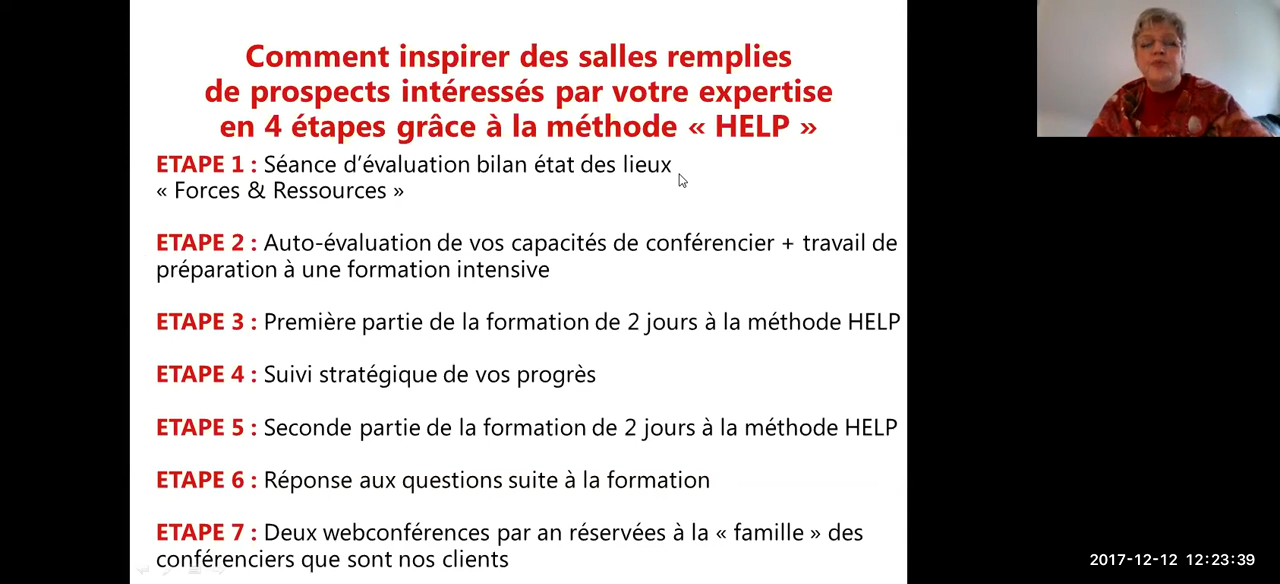 Comment inspirer des salles remplies
de prospects intéressés par votre expertise
en 4 étapes grâce à la méthode « HELP »
ETAPE 1 : Séance d’évaluation bilan état des lieux
« Forces & Ressources »
ETAPE 2 : Auto-évaluation de vos capacités de conférencier + travail de
préparation à une formation intensive
ETAPE 3 : Première partie de la formation de 2 jours à la méthode HELP
ETAPE 4 : Suivi stratégique de vos progrès
ETAPE 5 : Seconde partie de la formation de 2 jours à la méthode HELP
ETAPE 6 : Réponse aux questions suite à la formation
ETAPE 7 : Deux webconférences par an réservées à la « famille » des
conférenciers que sont nos clients
2017-12-12 12:23:39